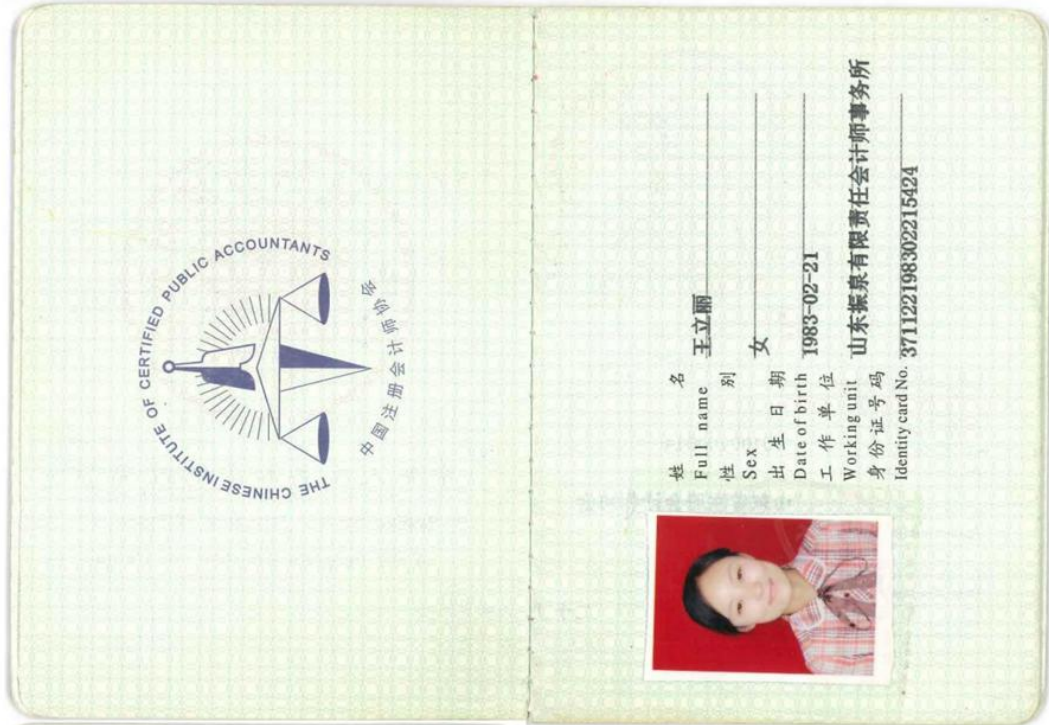 THE CHINESE INSTITUTE OF CERTIFIED PUBLIC ACCOUNTANTS
中国注册会计师协会
姓 名 王立丽
Full name
性 别
Sex 女
出 生 日 期
Date of birth 1983-02-21
工 作 单 位
Working unit 山东振泉有限责任会计师事务所
身 份 证 号 码
Identity card No. 371122198302215424